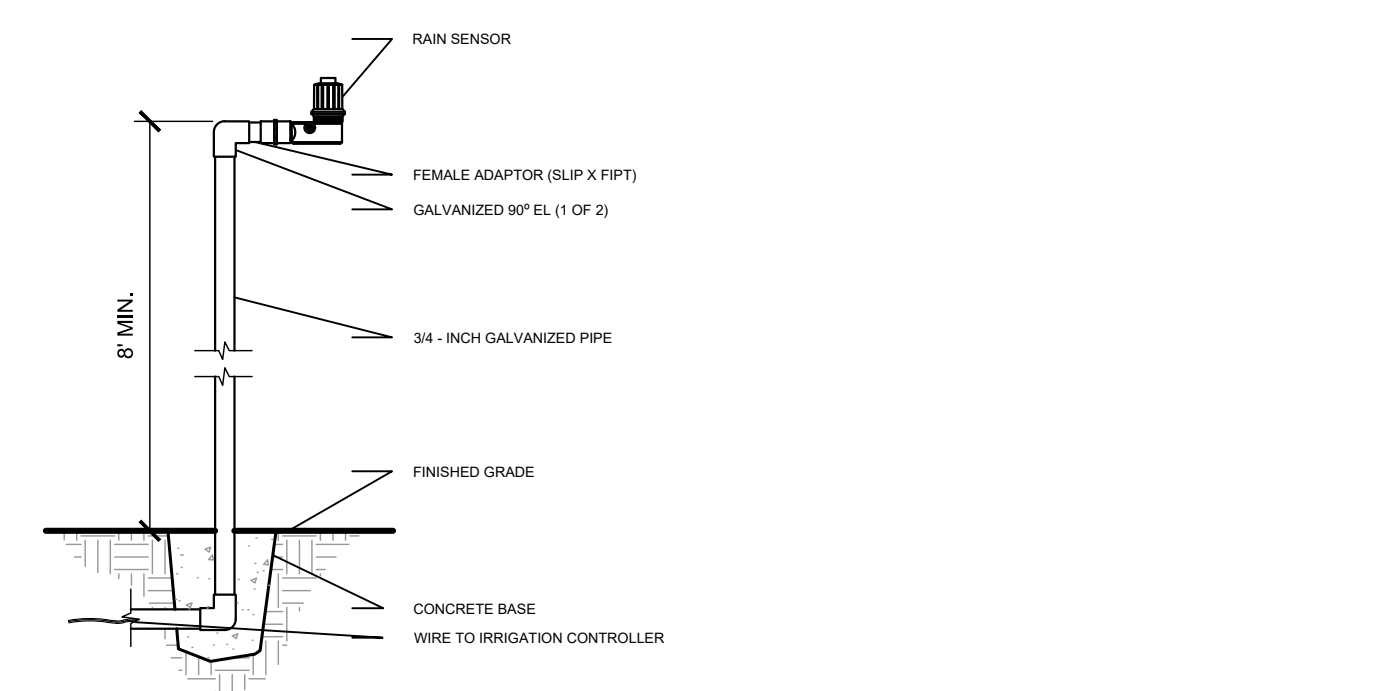 RAIN SENSOR
FEMALE ADAPTOR (SLIP X FIPT)
GALVANIZED 90º EL (1 OF 2)
8' MIN.
3/4 - INCH GALVANIZED PIPE
FINISHED GRADE
CONCRETE BASE
WIRE TO IRRIGATION CONTROLLER